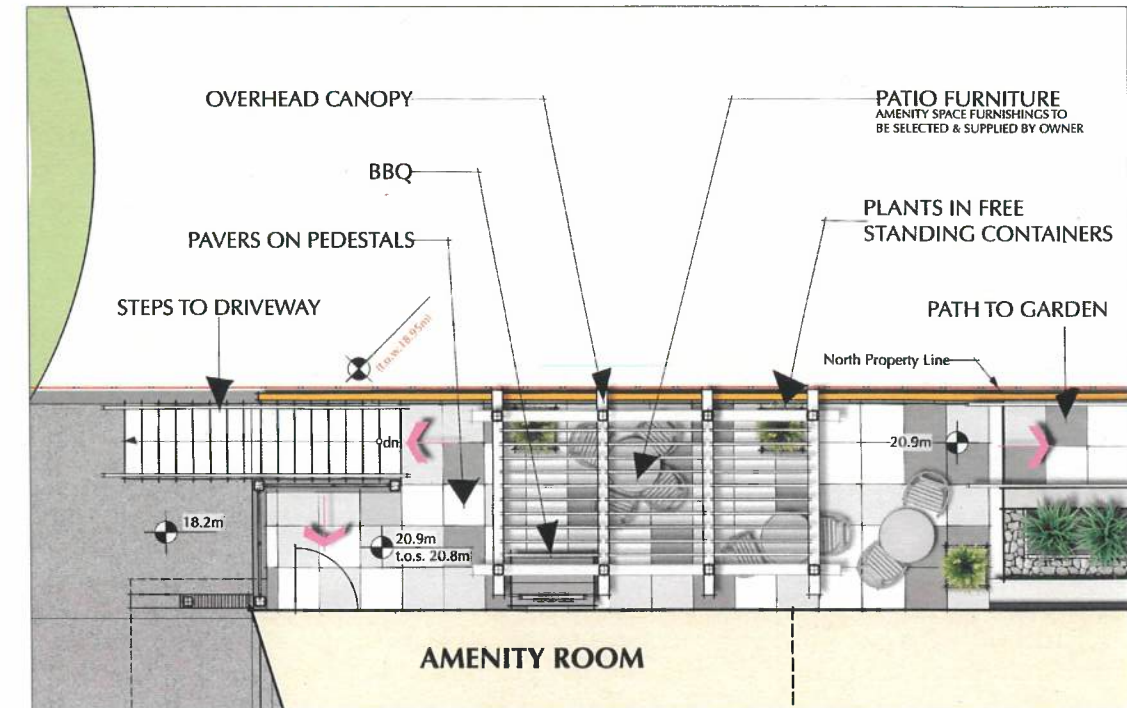 OVERHEAD CANOPY
PATIO FURNITURE
AMENITY SPACE FURNISHINGS TO
BE SELECTED & SUPPLIED BY OWNER
BBQ
PLANTS IN FREE
STANDING CONTAINERS
PAVERS ON PEDESTALS
STEPS TO DRIVEWAY
PATH TO GARDEN
(t.o.w.18.95m)
North Property Line
dn
20.9m
18.2m
20.9m
t.o.s. 20.8m
AMENITY ROOM